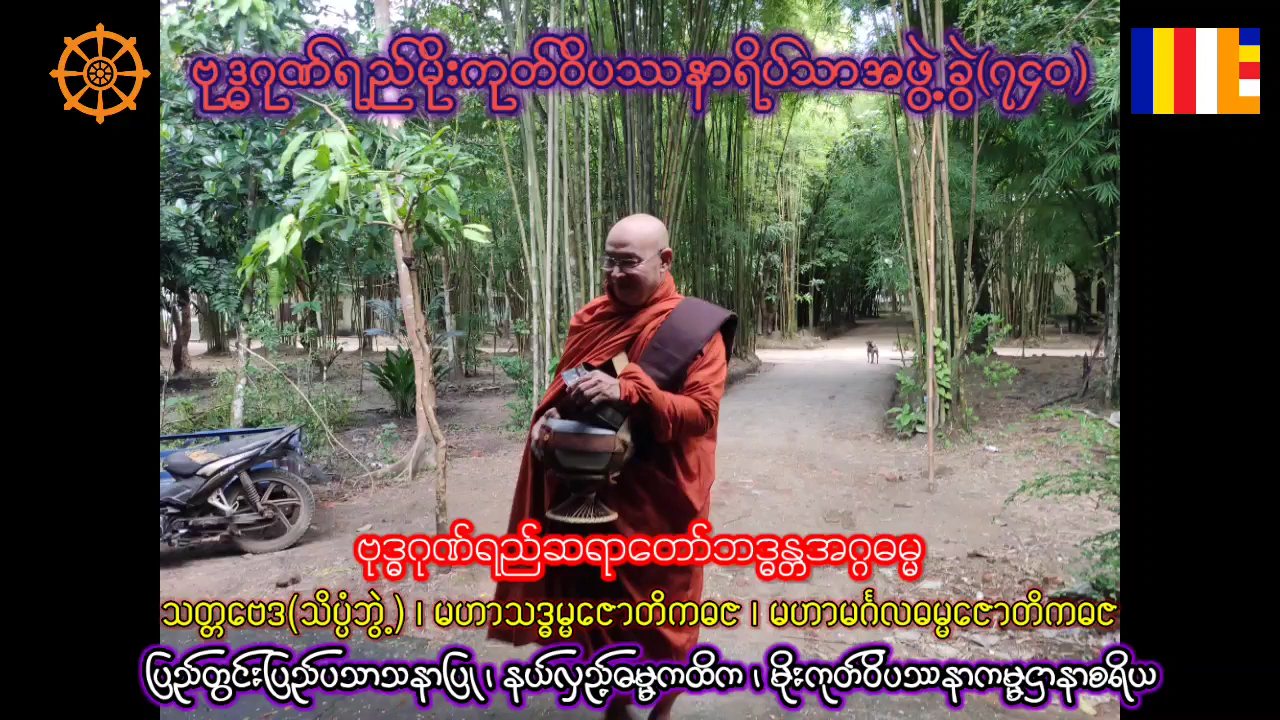 ဗုဒ္ဓဂုဏ်ရည်မိုးကုတ်ဝိပဿနာရိပ်သာအဖွဲ့ခွဲ(၇၄၀)
ဗုဒ္ဓဂုဏ်ရည်ဆရာတော်ဘဒ္ဒန္တအဂ္ဂဓမ္မ
သတ္တဗေဒ(သိပ္ပံဘွဲ့)၊ မဟာသဒ္ဓမ္မဇောတိကဓဇ ၊ မဟာမင်္ဂလဓမ္မဇောတိကဓဇ
ပြည်တွင်းပြည်ပသာသနာပြု ၊ နယ်လှည့်ဓမ္မကထိက ၊ မိုးကုတ်ဝိပဿနာကမ္မဋ္ဌာနာစရိယ